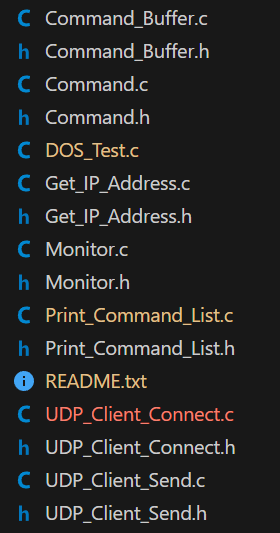 C Command_Buffer.c
h Command_Buffer.h
C Command.c
h Command.h
C DOS_Test.c
C Get_IP_Address.c
h Get_IP_Address.h
C Monitor.c
h Monitor.h
C Print_Command_List.c
h Print_Command_List.h
i README.txt
C UDP_Client_Connect.c
h UDP_Client_Connect.h
C UDP_Client_Send.c
h UDP_Client_Send.h